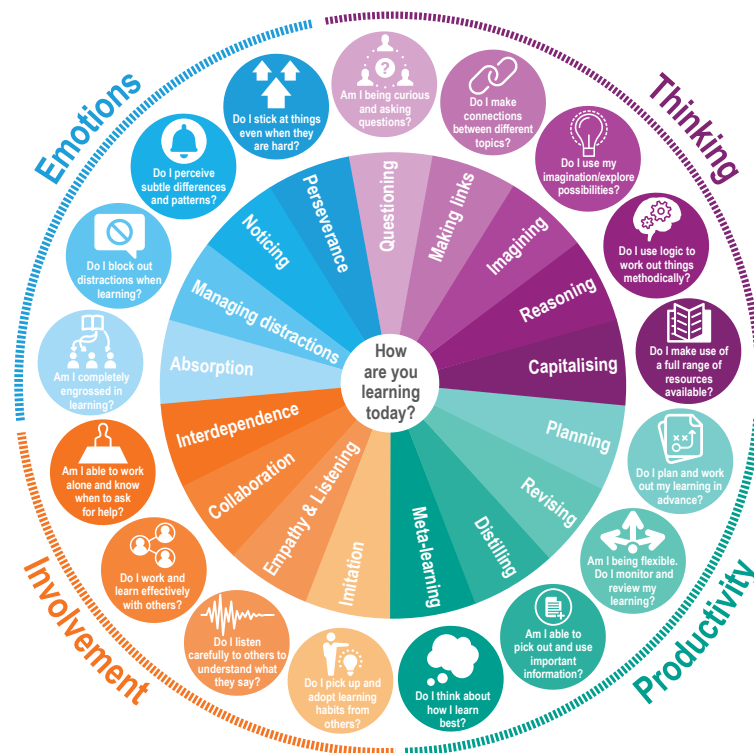 Emotions
Thinking
Productivity
Involvement
How
are you
learning
today?
Questioning
Making links
Imagining
Reasoning
Capitalising
Planning
Revising
Distilling
Meta-learning
Imitation
Empathy & Listening
Collaboration
Interdependence
Absorption
Managing distractions
Noticing
Perseverance
Am I being curious
and asking
questions?
Do I make
connections
between different
topics?
Do I use my
imagination/explore
possibilities?
Do I use logic to
work out things
methodically?
Do I make use of
a full range of
resources
available?
Do I plan and work
out my learning in
advance?
Am I being flexible.
Do I monitor and
review my
learning?
Am I able to
pick out and use
important
information?
Do I think about
how I learn
best?
Do I pick up and
adopt learning
habits from
others?
Do I listen
carefully to others to
understand what
they say?
Do I work and
learn effectively
with others?
Am I able to work
alone and know
when to ask
for help?
Am I completely
engrossed in
learning?
Do I block out
distractions when
learning?
Do I perceive
subtle differences
and patterns?
Do I stick at things
even when they
are hard?